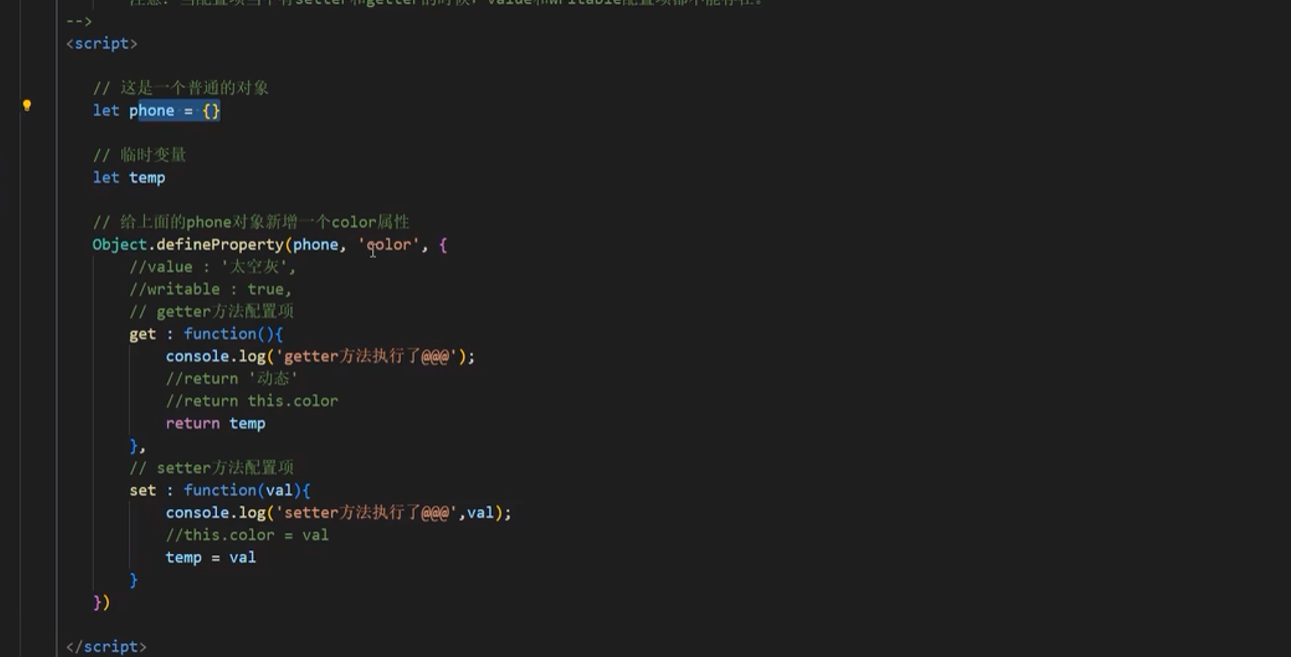 -->
<script>
// 这是一个普通的对象
let phone = {}
// 临时变量
let temp
// 给上面的phone对象新增一个color属性
Object.defineProperty(phone, 'color', {
//value : '太空灰',
//writable : true,
// getter方法配置项
get : function(){
console.log('getter方法执行了@@@');
//return '动态'
//return this.color
return temp
},
// setter方法配置项
set : function(val){
console.log('setter方法执行了@@@',val);
//this.color = val
temp = val
}
})
</script>